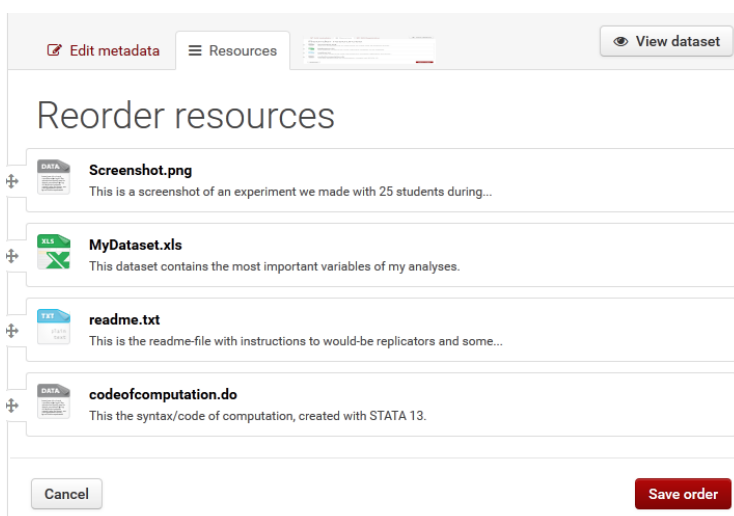 Edit metadata
Resources
View dataset
Reorder resources
DATA
Screenshot.png
This is a screenshot of an experiment we made with 25 students during...
XLS
MyDataset.xls
This dataset contains the most important variables of my analyses.
TXT
readme.txt
This is the readme-file with instructions to would-be replicators and some...
DATA
codeofcomputation.do
This the syntax/code of computation, created with STATA 13.
Cancel
Save order